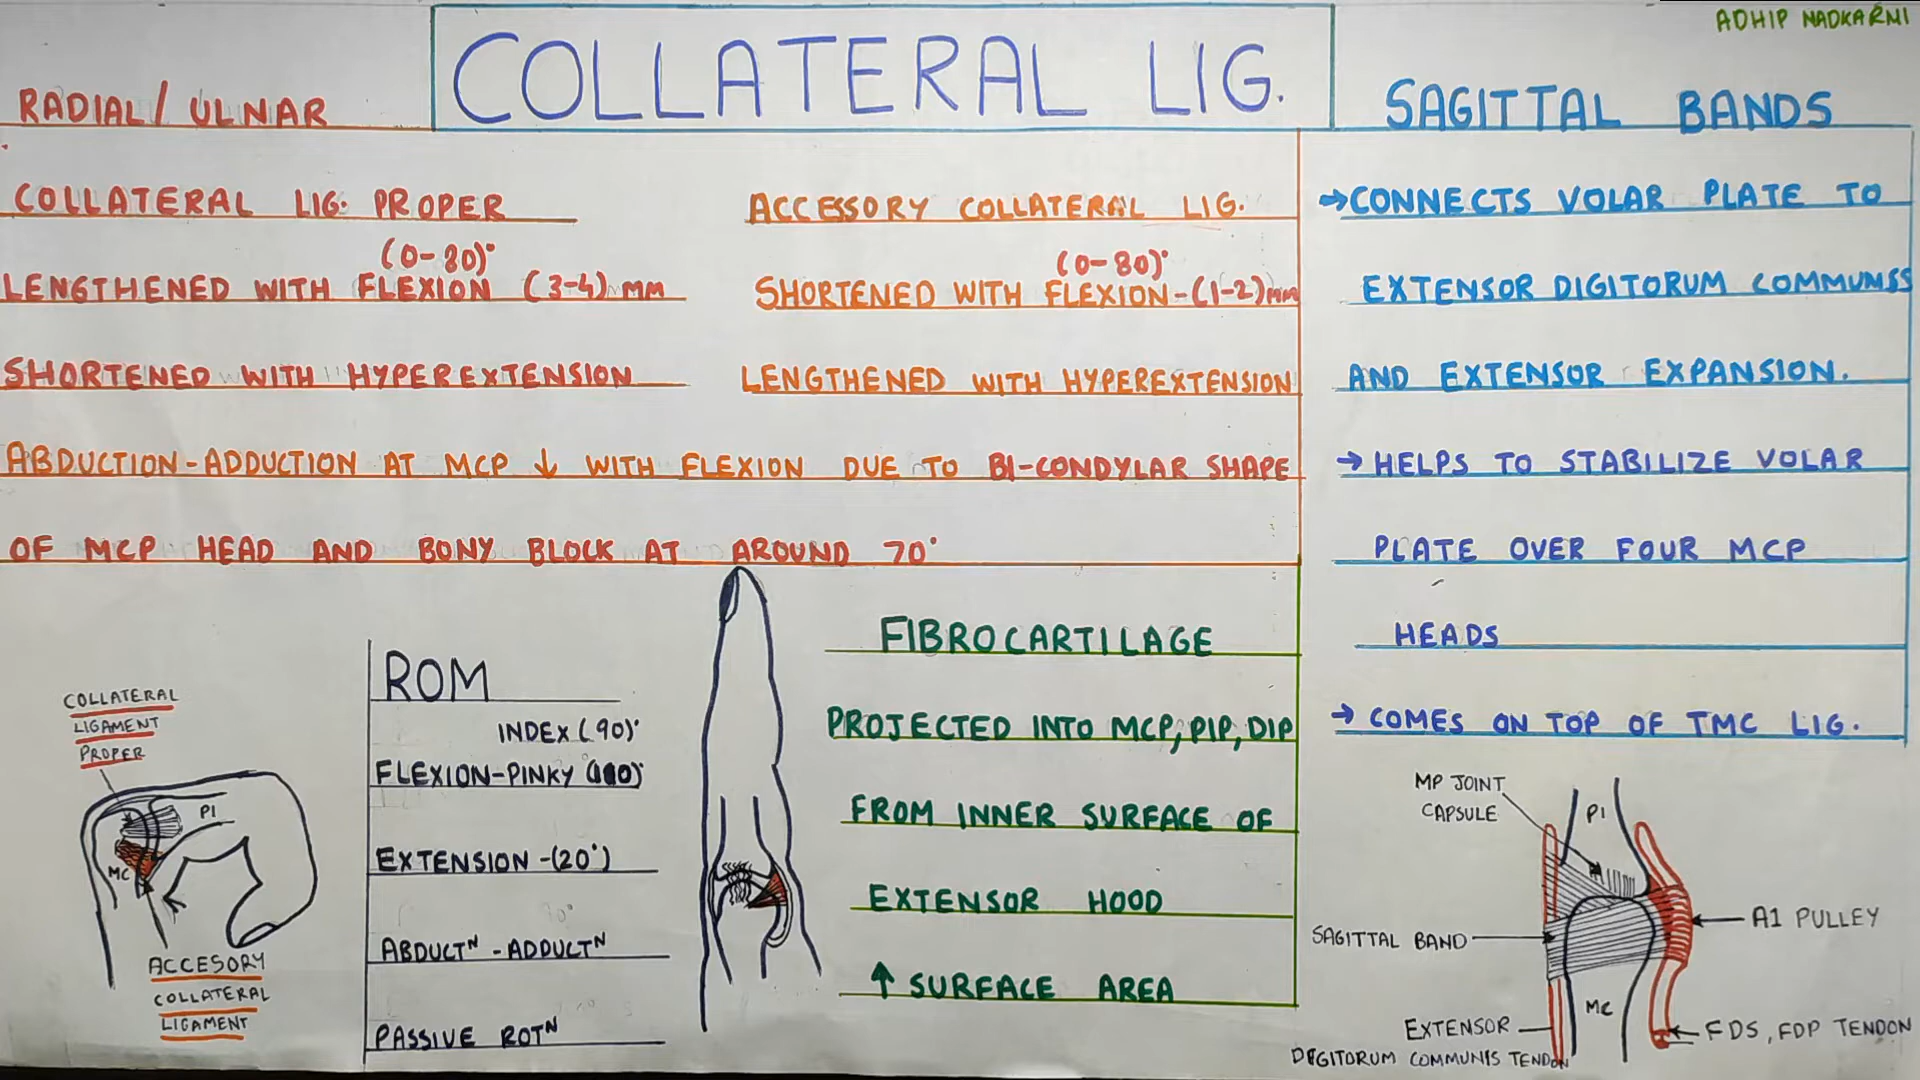 ADHIP NADKARNI
COLLATERAL LIG.
RADIAL/ULNAR
COLLATERAL LIG. PROPER
(0-80)°
LENGTHENED WITH FLEXION (3-4) mm
SHORTENED WITH HYPEREXTENSION
ACCESSORY COLLATERAL LIG.
(0-80)°
SHORTENED WITH FLEXION-(1-2)mm
LENGTHENED WITH HYPEREXTENSION
ABDUCTION-ADDUCTION AT MCP ↓ WITH FLEXION DUE TO BI-CONDYLAR SHAPE
OF MCP HEAD AND BONY BLOCK AT AROUND 70°
SAGITTAL BANDS
→CONNECTS VOLAR PLATE TO
EXTENSOR DIGITORUM COMMUNSS
AND EXTENSOR EXPANSION.
→HELPS TO STABILIZE VOLAR
PLATE OVER FOUR MCP
HEADS
→COMES ON TOP OF TMC LIG.
COLLATERAL
LIGAMENT
PROPER
P1
MC
ACCESORY
COLLATERAL
LIGAMENT
ROM
INDEX (90)°
FLEXION-PINKY (110)°
EXTENSION-(20°)
ABDUCTᴺ-ADDUCTᴺ
PASSIVE ROTᴺ
FIBROCARTILAGE
PROJECTED INTO MCP, PIP, DIP
FROM INNER SURFACE OF
EXTENSOR HOOD
↑ SURFACE AREA
MP JOINT
CAPSULE
P1
A1 PULLEY
SAGITTAL BAND
MC
EXTENSOR
DIGITORUM COMMUNIS TENDON
FDS, FDP TENDON